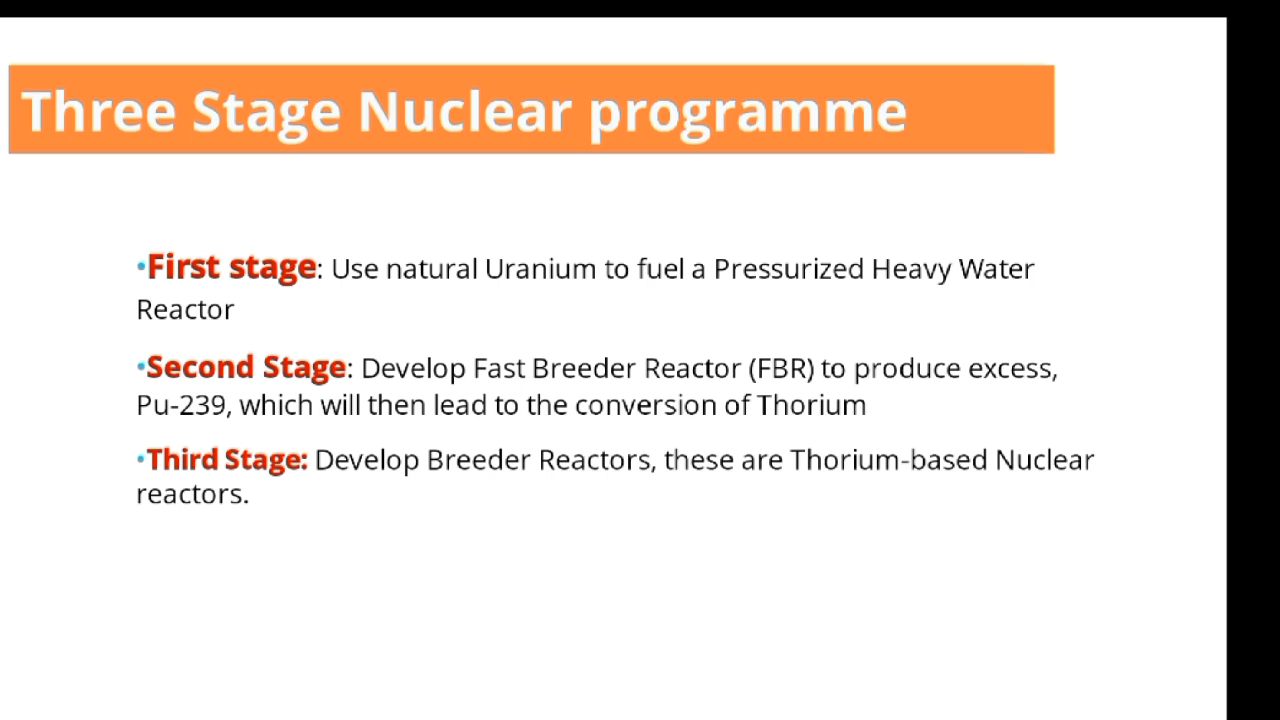 Three Stage Nuclear programme
•First stage: Use natural Uranium to fuel a Pressurized Heavy Water
Reactor
•Second Stage: Develop Fast Breeder Reactor (FBR) to produce excess,
Pu-239, which will then lead to the conversion of Thorium
•Third Stage: Develop Breeder Reactors, these are Thorium-based Nuclear
reactors.